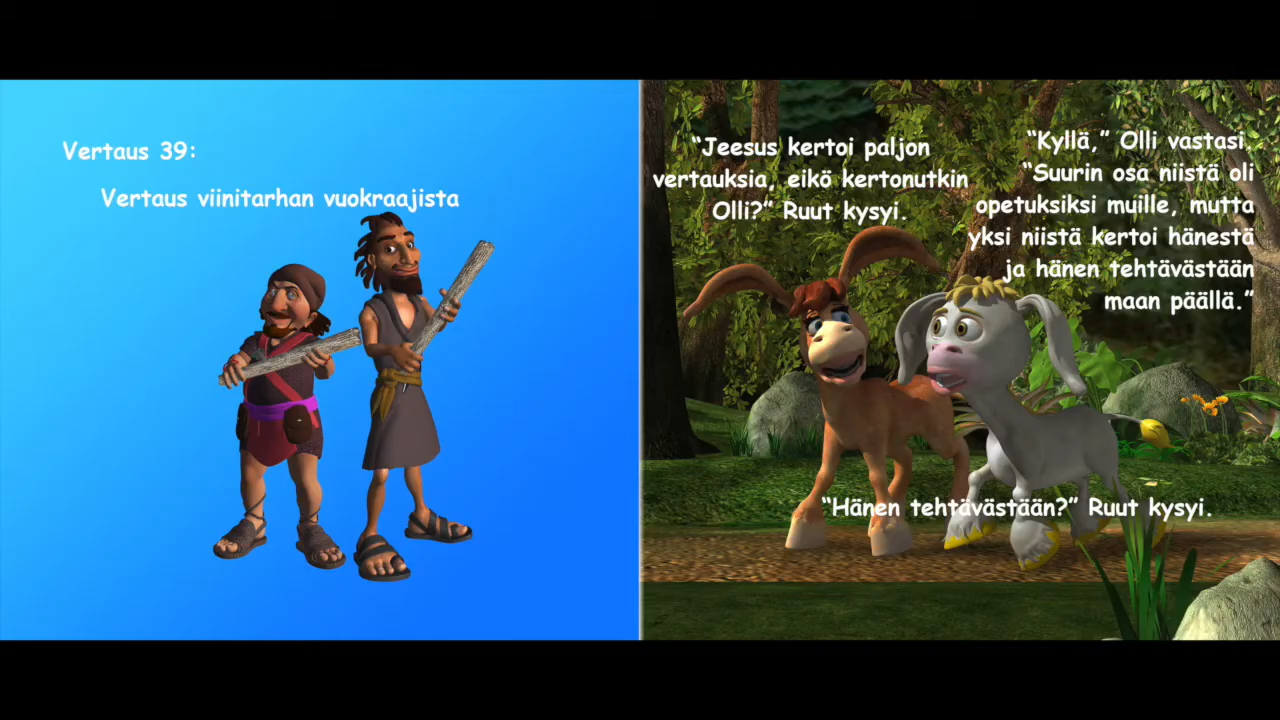 Vertaus 39:
Vertaus viinitarhan vuokraajista
“Jeesus kertoi paljon
vertauksia, eikö kertonutkin
Olli?” Ruut kysyi.
“Kyllä,” Olli vastasi.
“Suurin osa niistä oli
opetuksiksi muille, mutta
yksi niistä kertoi hänestä
ja hänen tehtävästään
maan päällä.”
“Hänen tehtävästään?” Ruut kysyi.